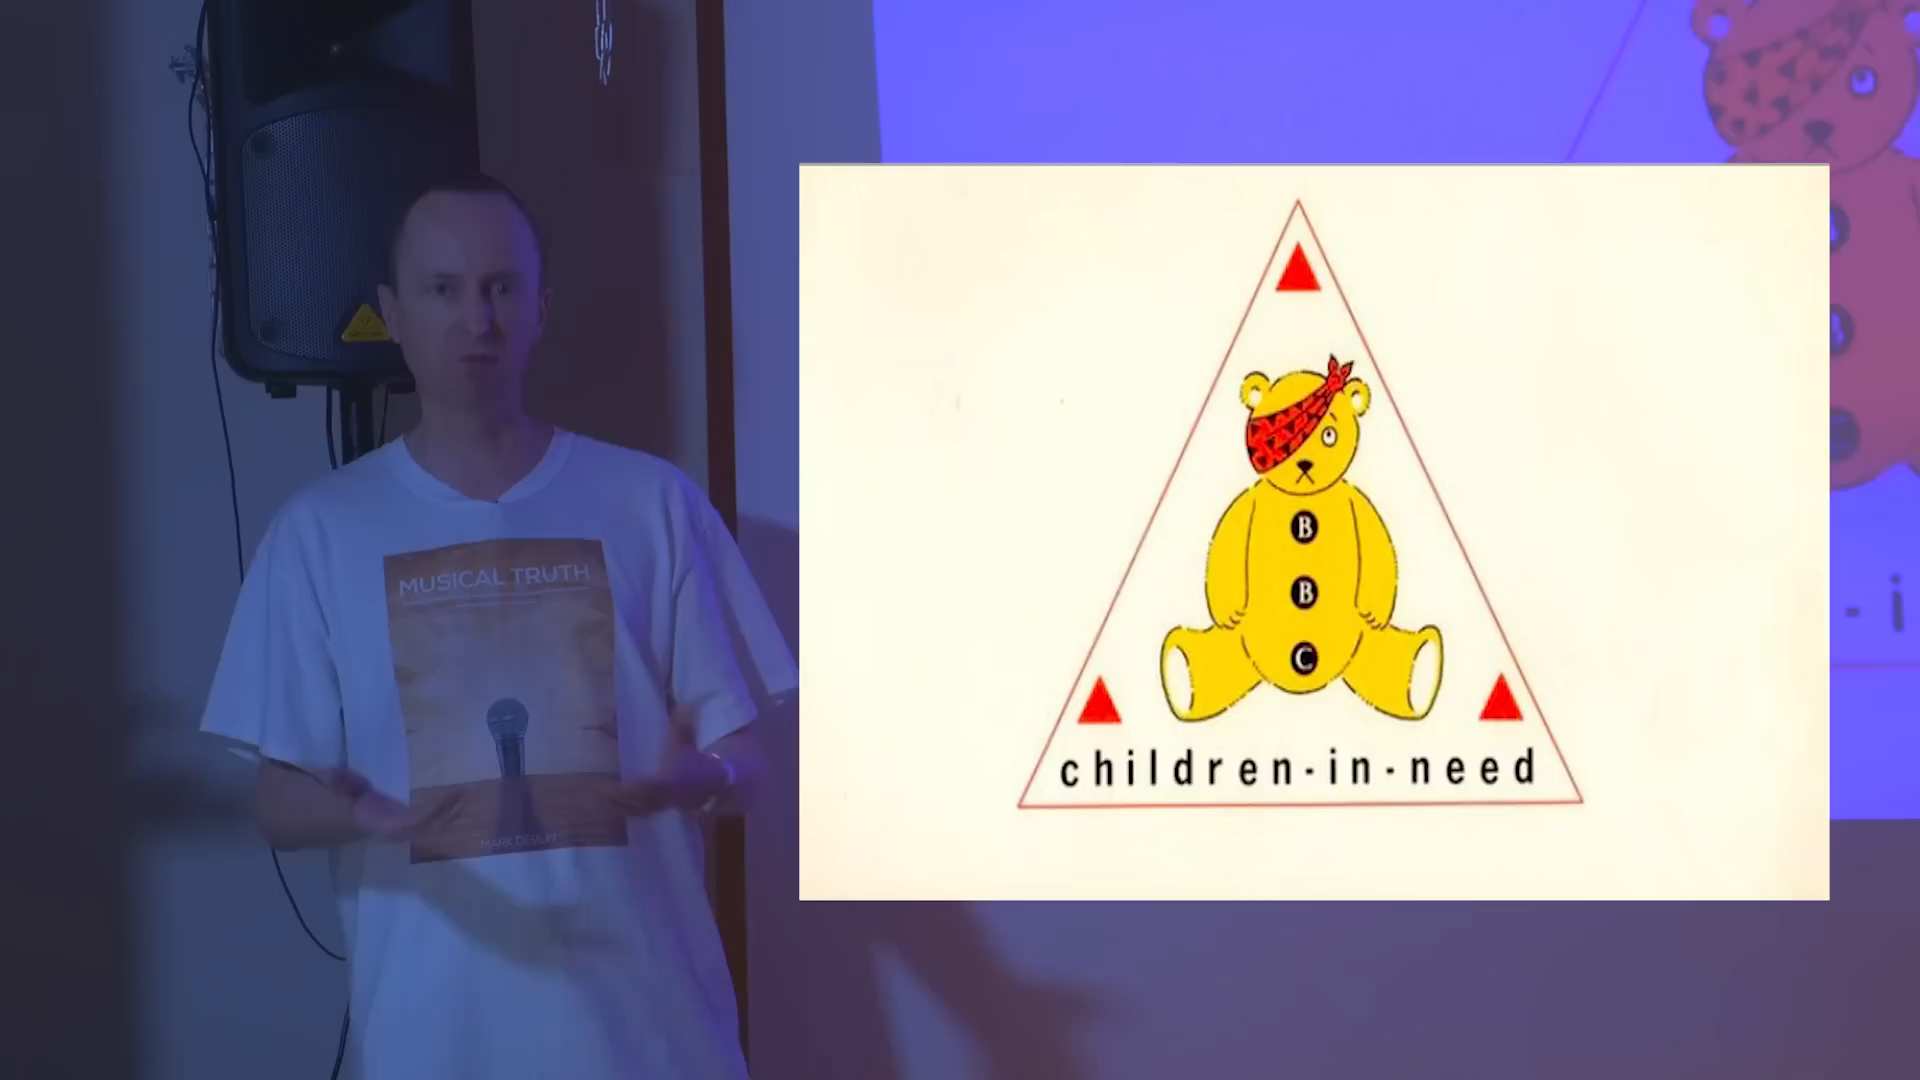 MUSICAL TRUTH
MARK DEVLIN
B
B
C
children-in-need
- i